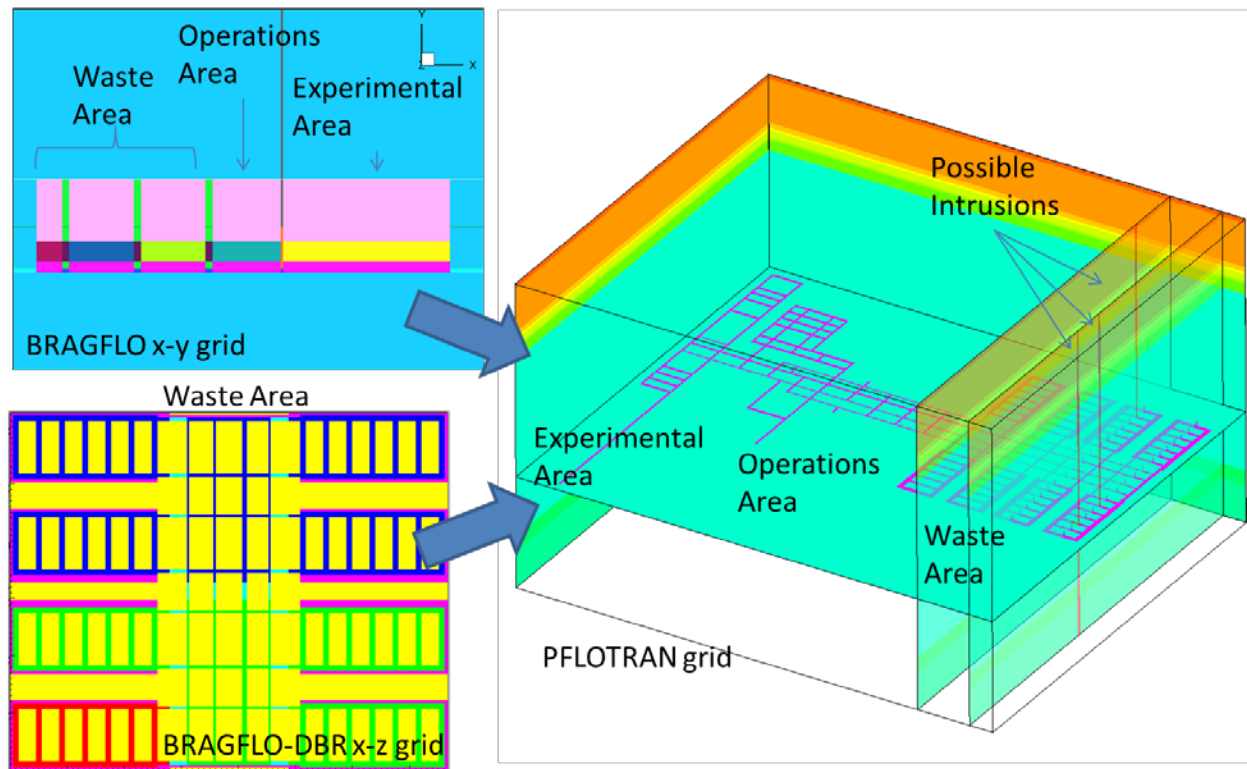 Operations
Area
Waste
Area
Experimental
Area
Y
Z
X
BRAGFLO x-y grid
Waste Area
BRAGFLO-DBR x-z grid
Possible
Intrusions
Experimental
Area
Operations
Area
Waste
Area
PFLOTRAN grid